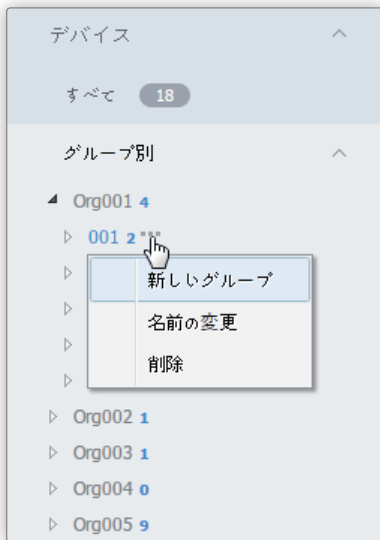 デバイス
すべて 18
グループ別
Org001 4
001 2
新しいグループ
名前の変更
削除
Org002 1
Org003 1
Org004 0
Org005 9